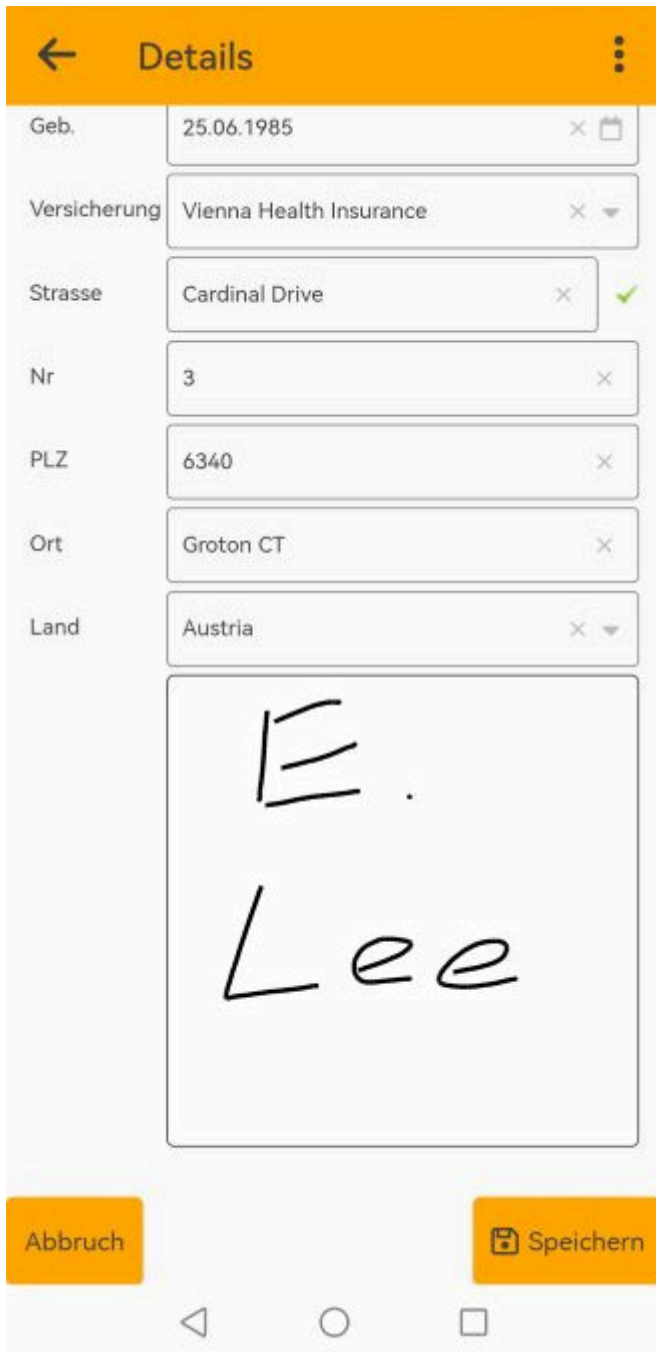 Details
Geb. 25.06.1985
Versicherung Vienna Health Insurance
Strasse Cardinal Drive
Nr 3
PLZ 6340
Ort Groton CT
Land Austria
E.
Lee
Abbruch Speichern